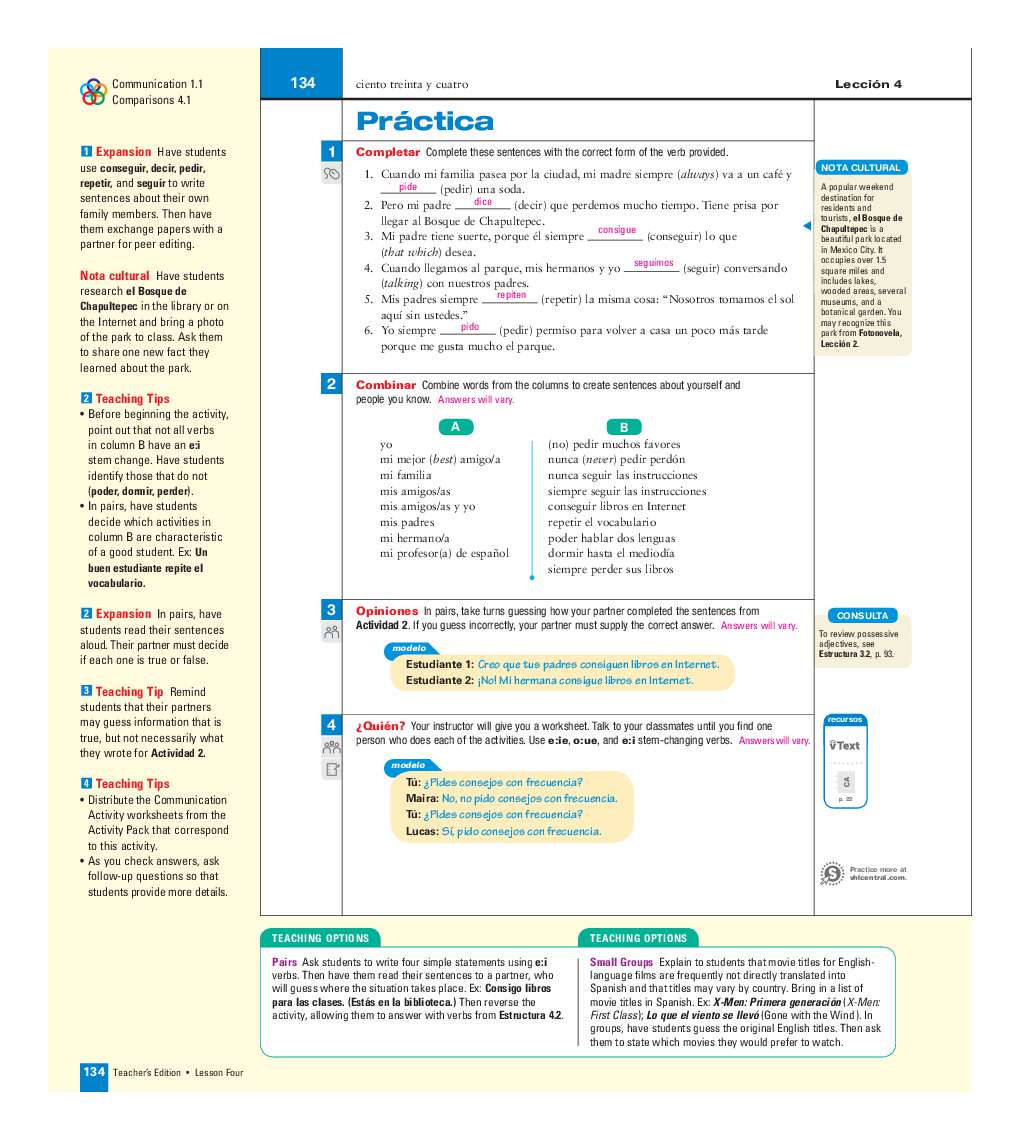 Communication 1.1
Comparisons 4.1
1 Expansion Have students
use conseguir, decir, pedir,
repetir, and seguir to write
sentences about their own
family members. Then have
them exchange papers with a
partner for peer editing.
Nota cultural Have students
research el Bosque de
Chapultepec in the library or on
the Internet and bring a photo
of the park to class. Ask them
to share one new fact they
learned about the park.
2 Teaching Tips
• Before beginning the activity,
point out that not all verbs
in column B have an e:i
stem change. Have students
identify those that do not
(poder, dormir, perder).
• In pairs, have students
decide which activities in
column B are characteristic
of a good student. Ex: Un
buen estudiante repite el
vocabulario.
2 Expansion In pairs, have
students read their sentences
aloud. Their partner must decide
if each one is true or false.
3 Teaching Tip Remind
students that their partners
may guess information that is
true, but not necessarily what
they wrote for Actividad 2.
4 Teaching Tips
• Distribute the Communication
Activity worksheets from the
Activity Pack that correspond
to this activity.
• As you check answers, ask
follow-up questions so that
students provide more details.
134 ciento treinta y cuatro Lección 4
Práctica
1 Completar Complete these sentences with the correct form of the verb provided.
1. Cuando mi familia pasea por la ciudad, mi madre siempre (always) va a un café y
pide (pedir) una soda.
2. Pero mi padre dice (decir) que perdemos mucho tiempo. Tiene prisa por
llegar al Bosque de Chapultepec.
3. Mi padre tiene suerte, porque él siempre consigue (conseguir) lo que
(that which) desea.
4. Cuando llegamos al parque, mis hermanos y yo seguimos (seguir) conversando
(talking) con nuestros padres.
5. Mis padres siempre repiten (repetir) la misma cosa: “Nosotros tomamos el sol
aquí sin ustedes.”
6. Yo siempre pido (pedir) permiso para volver a casa un poco más tarde
porque me gusta mucho el parque.
NOTA CULTURAL
A popular weekend
destination for
residents and
tourists, el Bosque de
Chapultepec is a
beautiful park located
in Mexico City. It
occupies over 1.5
square miles and
includes lakes,
wooded areas, several
museums, and a
botanical garden. You
may recognize this
park from Fotonovela,
Lección 2.
2 Combinar Combine words from the columns to create sentences about yourself and
people you know. Answers will vary.
A
yo
mi mejor (best) amigo/a
mi familia
mis amigos/as
mis amigos/as y yo
mis padres
mi hermano/a
mi profesor(a) de español
B
(no) pedir muchos favores
nunca (never) pedir perdón
nunca seguir las instrucciones
siempre seguir las instrucciones
conseguir libros en Internet
repetir el vocabulario
poder hablar dos lenguas
dormir hasta el mediodía
siempre perder sus libros
3 Opiniones In pairs, take turns guessing how your partner completed the sentences from
Actividad 2. If you guess incorrectly, your partner must supply the correct answer. Answers will vary.
modelo
Estudiante 1: Creo que tus padres consiguen libros en Internet.
Estudiante 2: ¡No! Mi hermana consigue libros en Internet.
CONSULTA
To review possessive
adjectives, see
Estructura 3.2, p. 93.
4 ¿Quién? Your instructor will give you a worksheet. Talk to your classmates until you find one
person who does each of the activities. Use e:ie, o:ue, and e:i stem-changing verbs. Answers will vary.
modelo
Tú: ¿Pides consejos con frecuencia?
Maira: No, no pido consejos con frecuencia.
Tú: ¿Pides consejos con frecuencia?
Lucas: Sí, pido consejos con frecuencia.
recursos
vText
CA
p. 22
S
Practice more at
vhlcentral.com.
TEACHING OPTIONS
Pairs Ask students to write four simple statements using e:i
verbs. Then have them read their sentences to a partner, who
will guess where the situation takes place. Ex: Consigo libros
para las clases. (Estás en la biblioteca.) Then reverse the
activity, allowing them to answer with verbs from Estructura 4.2.
TEACHING OPTIONS
Small Groups Explain to students that movie titles for English-
language films are frequently not directly translated into
Spanish and that titles may vary by country. Bring in a list of
movie titles in Spanish. Ex: X-Men: Primera generación (X-Men:
First Class); Lo que el viento se llevó (Gone with the Wind ). In
groups, have students guess the original English titles. Then ask
them to state which movies they would prefer to watch.
134 Teacher’s Edition • Lesson Four